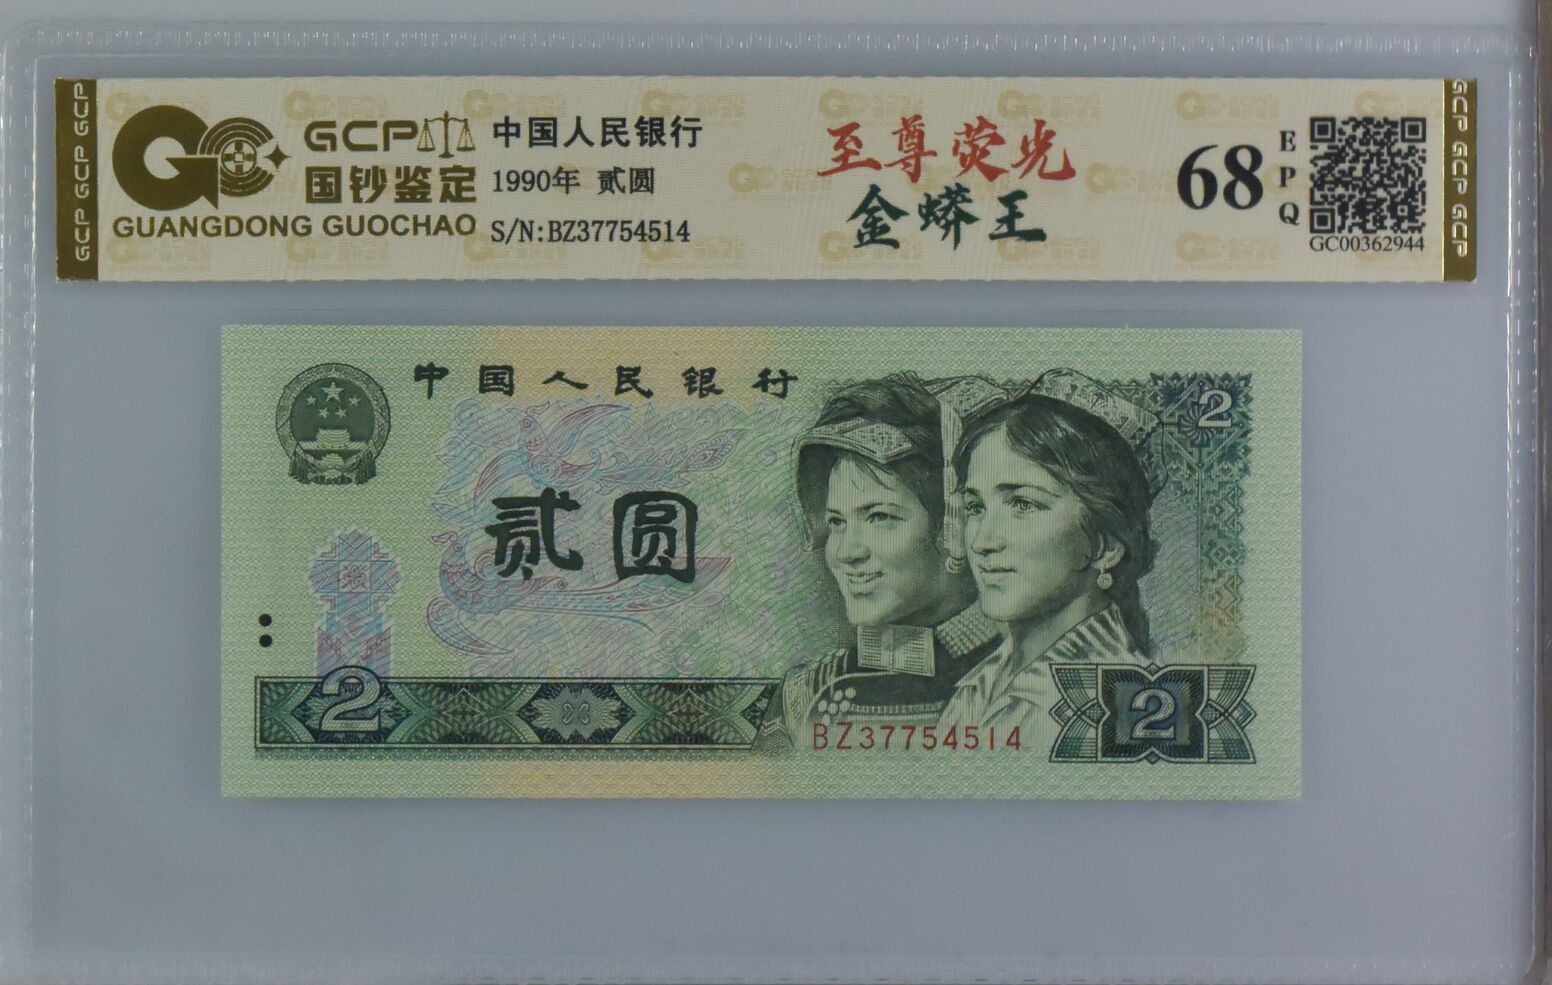 GCP GCP GCP
GCP
国钞鉴定
GUANGDONG GUOCHAO
中国人民银行
1990年 贰圆
S/N:BZ37754514
至尊荧光
金蟒王
68
EPQ
GC00362944
GCP GCP GCP
中国人民银行
2
贰圆
2
BZ37754514
2